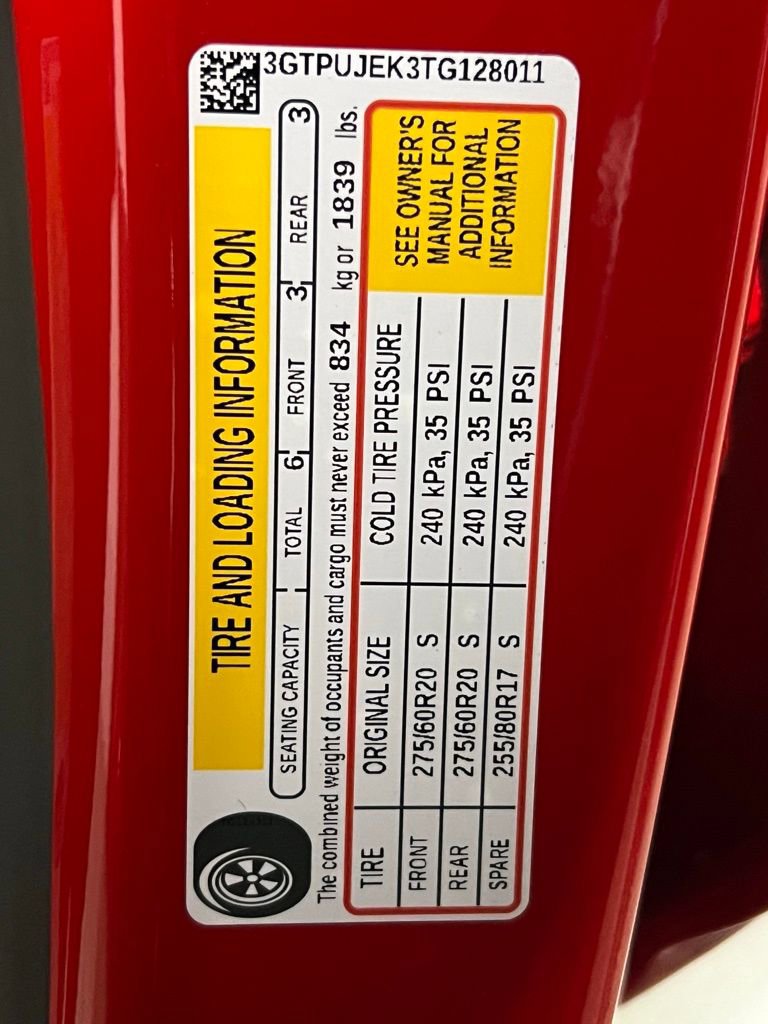 3GTPUJEK3TG128011
TIRE AND LOADING INFORMATION
SEATING CAPACITY TOTAL 6 FRONT 3 REAR 3
The combined weight of occupants and cargo must never exceed 834 kg or 1839 lbs.
TIRE ORIGINAL SIZE COLD TIRE PRESSURE
FRONT 275/60R20 S 240 kPa, 35 PSI
REAR 275/60R20 S 240 kPa, 35 PSI
SPARE 255/80R17 S 240 kPa, 35 PSI
SEE OWNER'S
MANUAL FOR
ADDITIONAL
INFORMATION